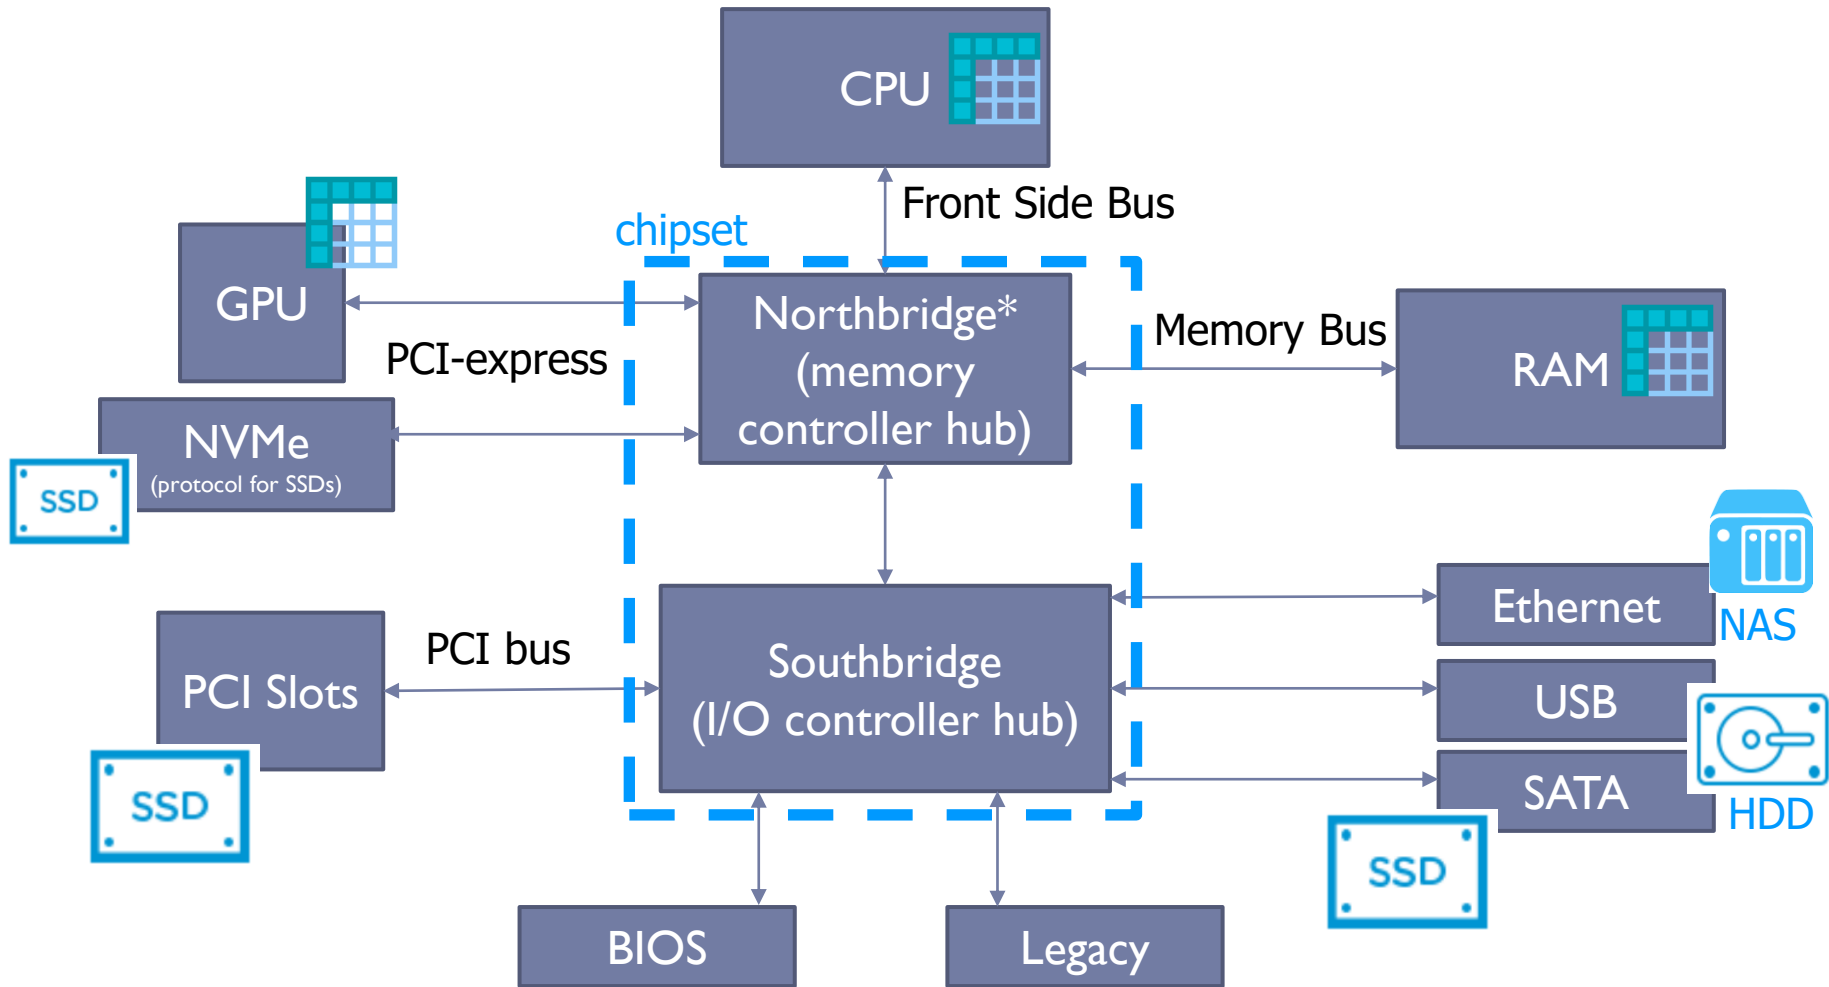 CPU
Front Side Bus
chipset
GPU
Northbridge*
(memory
controller hub)
Memory Bus
PCI-express
RAM
NVMe
(protocol for SSDs)
SSD
Ethernet
NAS
PCI bus
PCI Slots
Southbridge
(I/O controller hub)
USB
SSD
SATA
HDD
SSD
BIOS
Legacy